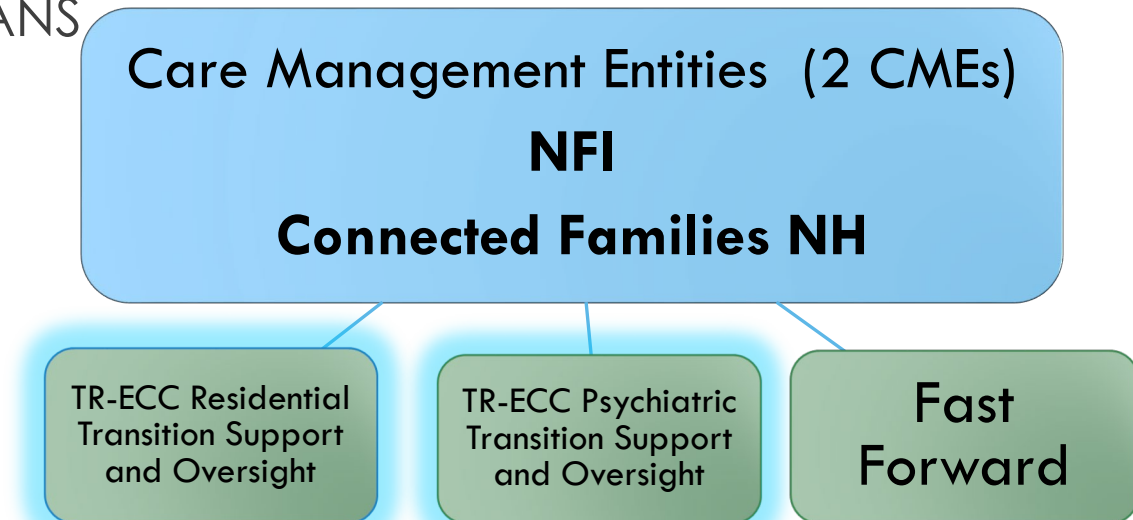 ANS
Care Management Entities (2 CMEs)
NFI
Connected Families NH
TR-ECC Residential
Transition Support
and Oversight
TR-ECC Psychiatric
Transition Support
and Oversight
Fast
Forward